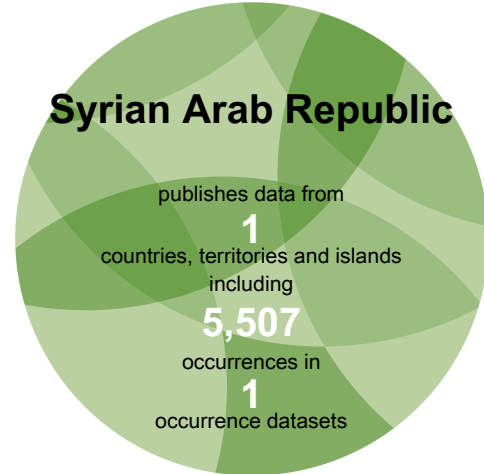 Syrian Arab Republic
publishes data from
1
countries, territories and islands
including
5,507
occurrences in
1
occurrence datasets